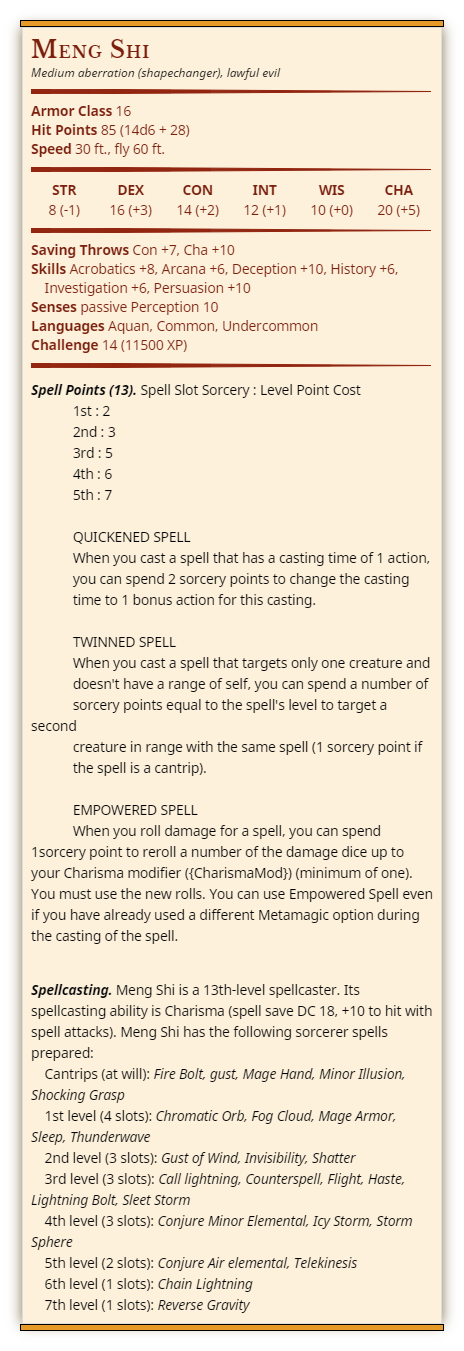 Meng Shi
Medium aberration (shapechanger), lawful evil
Armor Class 16
Hit Points 85 (14d6 + 28)
Speed 30 ft., fly 60 ft.
STR DEX CON INT WIS CHA
8 (-1) 16 (+3) 14 (+2) 12 (+1) 10 (+0) 20 (+5)
Saving Throws Con +7, Cha +10
Skills Acrobatics +8, Arcana +6, Deception +10, History +6,
Investigation +6, Persuasion +10
Senses passive Perception 10
Languages Aquan, Common, Undercommon
Challenge 14 (11500 XP)
Spell Points (13). Spell Slot Sorcery : Level Point Cost
1st : 2
2nd : 3
3rd : 5
4th : 6
5th : 7
QUICKENED SPELL
When you cast a spell that has a casting time of 1 action,
you can spend 2 sorcery points to change the casting
time to 1 bonus action for this casting.
TWINNED SPELL
When you cast a spell that targets only one creature and
doesn't have a range of self, you can spend a number of
sorcery points equal to the spell's level to target a
second
creature in range with the same spell (1 sorcery point if
the spell is a cantrip).
EMPOWERED SPELL
When you roll damage for a spell, you can spend
1sorcery point to reroll a number of the damage dice up to
your Charisma modifier ({CharismaMod}) (minimum of one).
You must use the new rolls. You can use Empowered Spell even
if you have already used a different Metamagic option during
the casting of the spell.
Spellcasting. Meng Shi is a 13th-level spellcaster. Its
spellcasting ability is Charisma (spell save DC 18, +10 to hit with
spell attacks). Meng Shi has the following sorcerer spells
prepared:
Cantrips (at will): Fire Bolt, gust, Mage Hand, Minor Illusion,
Shocking Grasp
1st level (4 slots): Chromatic Orb, Fog Cloud, Mage Armor,
Sleep, Thunderwave
2nd level (3 slots): Gust of Wind, Invisibility, Shatter
3rd level (3 slots): Call lightning, Counterspell, Flight, Haste,
Lightning Bolt, Sleet Storm
4th level (3 slots): Conjure Minor Elemental, Icy Storm, Storm
Sphere
5th level (2 slots): Conjure Air elemental, Telekinesis
6th level (1 slots): Chain Lightning
7th level (1 slots): Reverse Gravity